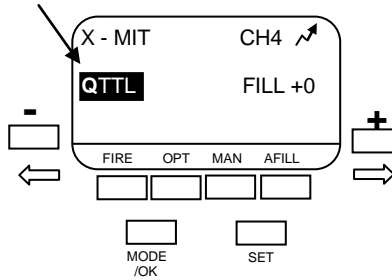 X - MIT CH4
QTTL FILL +0
- +
FIRE OPT MAN AFILL
MODE SET
/OK